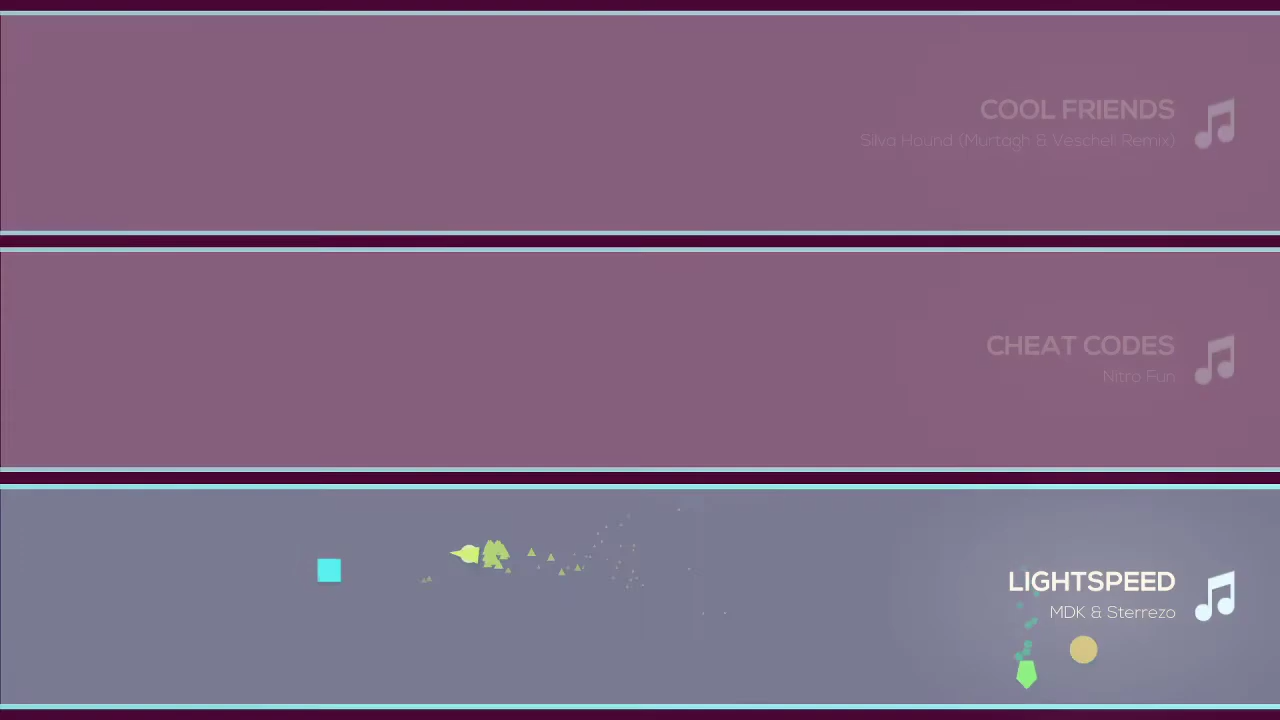 COOL FRIENDS
Silva Hound (Murtagh & Veschell Remix)
CHEAT CODES
Nitro Fun
LIGHTSPEED
MDK & Sterrezo